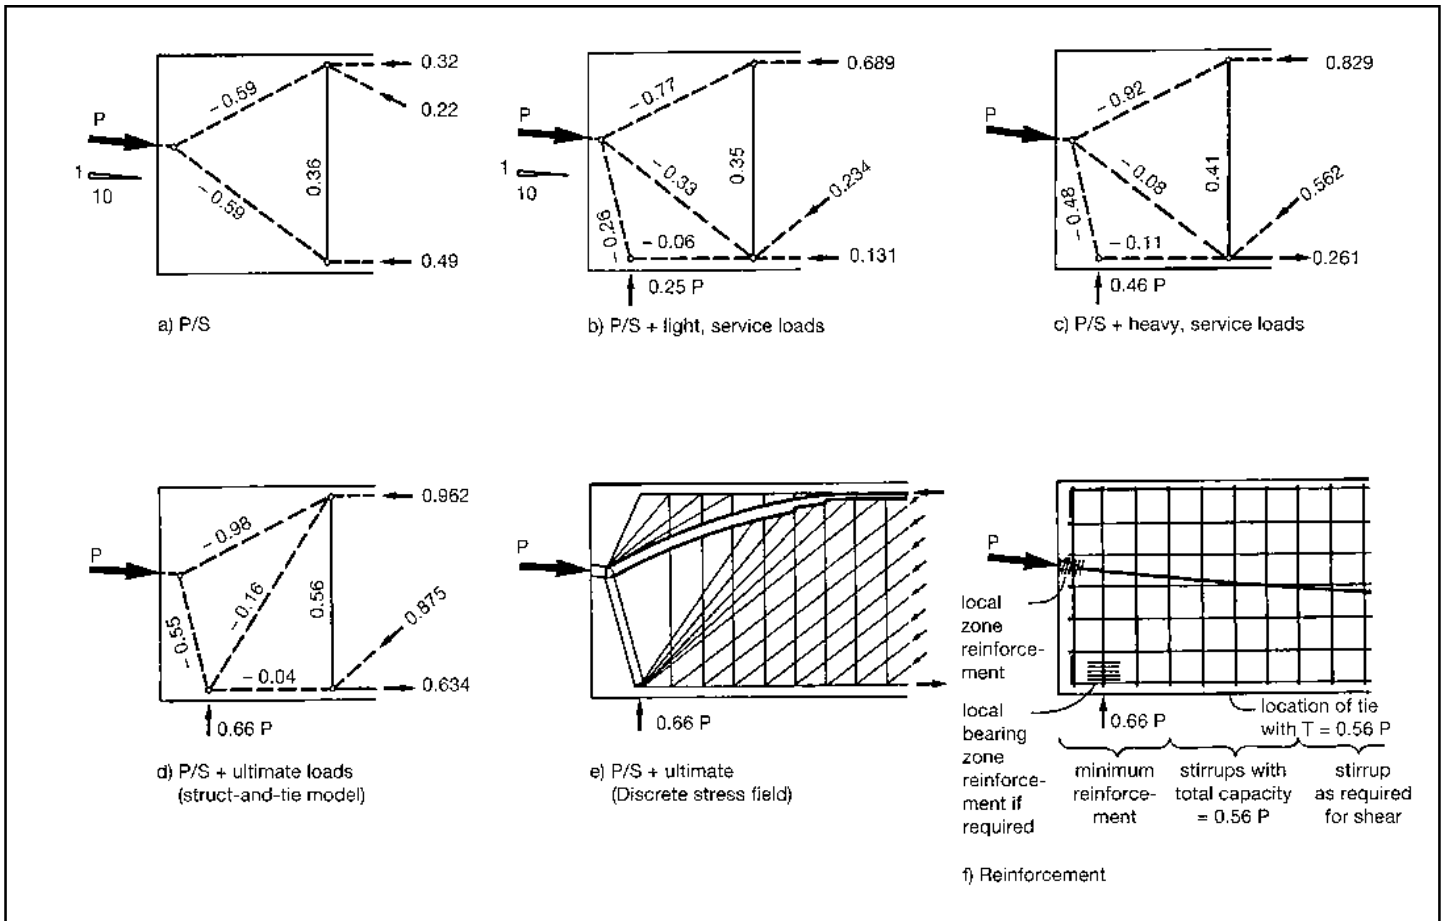 0.32
- 0.59
0.22
P
1
10
0.36
- 0.59
0.49
a) P/S
0.689
- 0.77
P
1
10
- 0.33
0.35
0.234
- 0.26
- 0.06
0.131
0.25 P
b) P/S + light, service loads
0.829
- 0.92
P
- 0.08
0.41
0.562
- 0.48
- 0.11
0.261
0.46 P
c) P/S + heavy, service loads
0.962
- 0.98
P
- 0.16
0.56
0.875
- 0.55
- 0.04
0.634
0.66 P
d) P/S + ultimate loads
(struct-and-tie model)
P
0.66 P
e) P/S + ultimate
(Discrete stress field)
P
local
zone
reinforce-
ment
local
bearing
zone
reinforce-
ment if
required
0.66 P
location of tie
with T = 0.56 P
minimum
reinforce-
ment
stirrups with
total capacity
= 0.56 P
stirrup
as required
for shear
f) Reinforcement